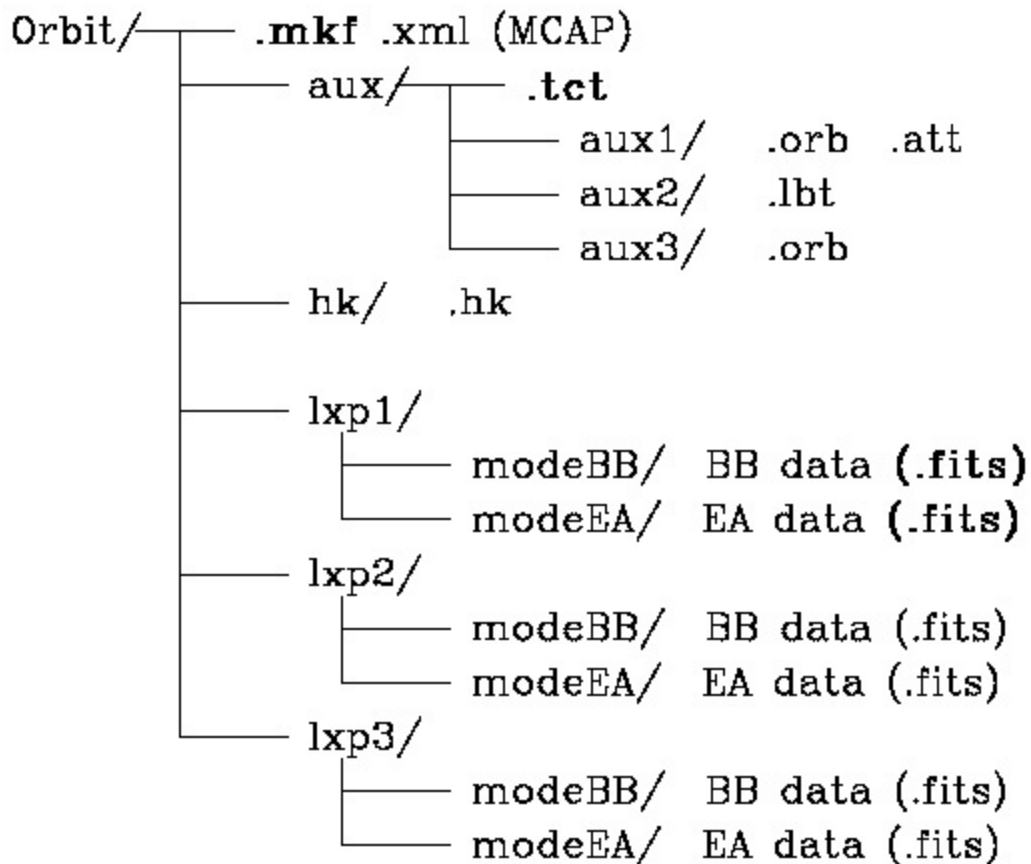 Orbit/ .mkf .xml (MCAP)
aux/ .tct
aux1/ .orb .att
aux2/ .lbt
aux3/ .orb
hk/ .hk
lxp1/
modeBB/ BB data (.fits)
modeEA/ EA data (.fits)
lxp2/
modeBB/ BB data (.fits)
modeEA/ EA data (.fits)
lxp3/
modeBB/ BB data (.fits)
modeEA/ EA data (.fits)